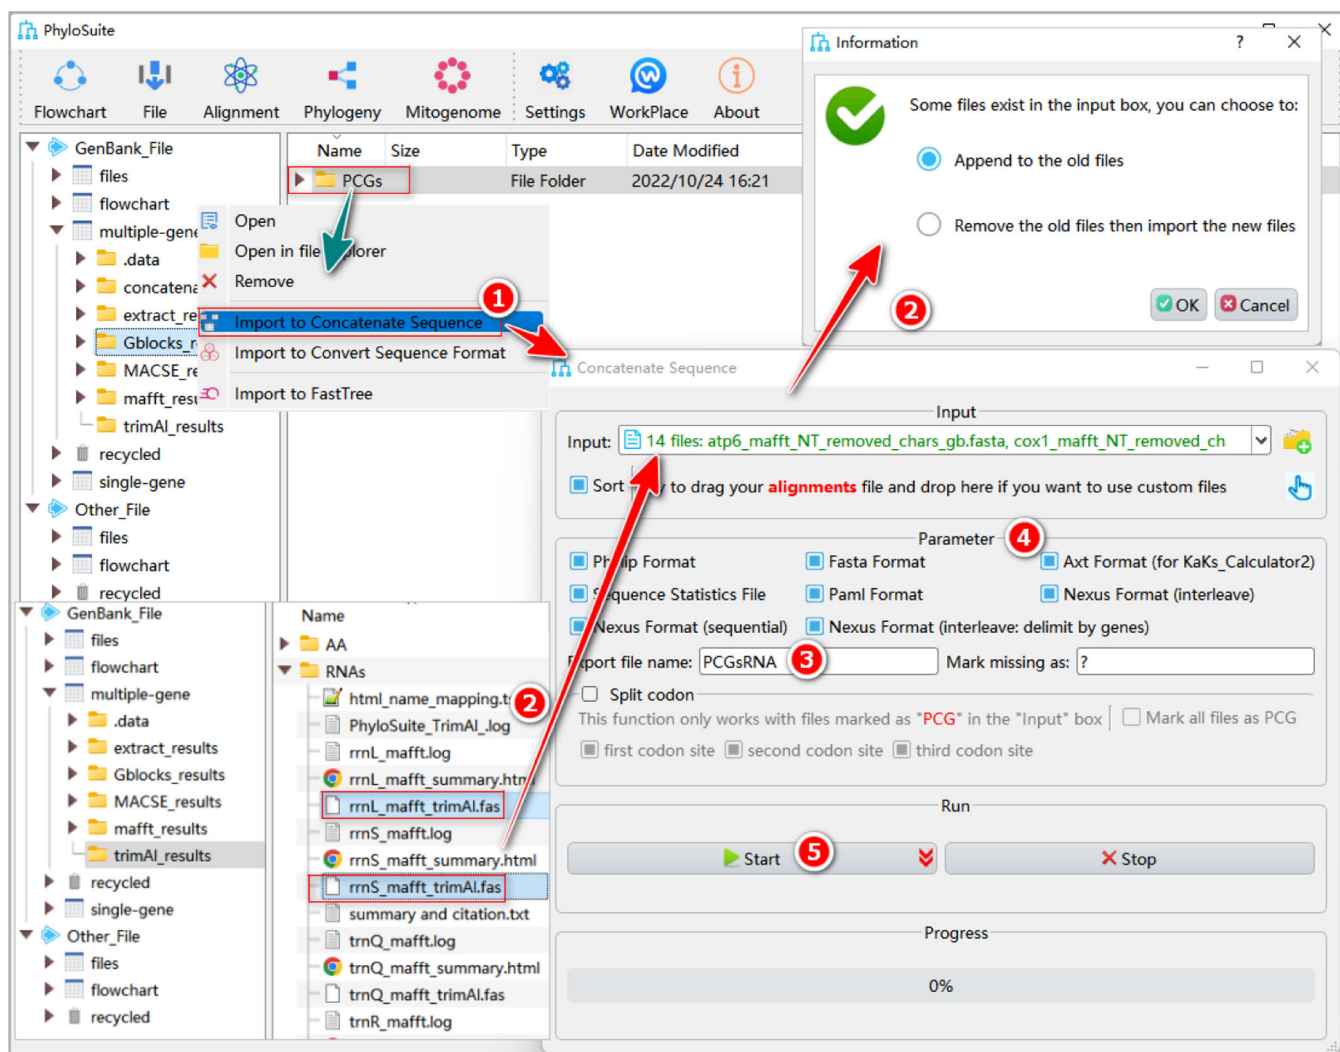 PhyloSuite
Flowchart File Alignment Phylogeny Mitogenome Settings WorkPlace About
GenBank_File
files
flowchart
multiple-gene
.data
concatena
extract_re
Gblocks_r
MACSE_re
mafft_resu
trimAl_results
recycled
single-gene
Other_File
files
flowchart
recycled
Name Size Type Date Modified
PCGs File Folder 2022/10/24 16:21
Open
Open in file explorer
Remove
Import to Concatenate Sequence
Import to Convert Sequence Format
Import to FastTree
1
Information
?
Some files exist in the input box, you can choose to:
Append to the old files
Remove the old files then import the new files
OK Cancel
2
Concatenate Sequence
Input
Input: 14 files: atp6_mafft_NT_removed_chars_gb.fasta, cox1_mafft_NT_removed_ch
Sort to drag your alignments file and drop here if you want to use custom files
Parameter 4
Phylip Format Fasta Format Axt Format (for KaKs_Calculator2)
Sequence Statistics File Paml Format Nexus Format (interleave)
Nexus Format (sequential) Nexus Format (interleave: delimit by genes)
Export file name: PCGsRNA 3 Mark missing as: ?
Split codon
This function only works with files marked as "PCG" in the "Input" box Mark all files as PCG
first codon site second codon site third codon site
Run
Start 5 Stop
Progress
0%
GenBank_File
files
flowchart
multiple-gene
.data
extract_results
Gblocks_results
MACSE_results
mafft_results
trimAl_results
recycled
single-gene
Other_File
files
flowchart
recycled
Name
AA
RNAs
html_name_mapping.ts
2
PhyloSuite_TrimAl_.log
rrnL_mafft.log
rrnL_mafft_summary.html
rrnL_mafft_trimAl.fas
rrnS_mafft.log
rrnS_mafft_summary.html
rrnS_mafft_trimAl.fas
summary and citation.txt
trnQ_mafft.log
trnQ_mafft_summary.html
trnQ_mafft_trimAl.fas
trnR_mafft.log